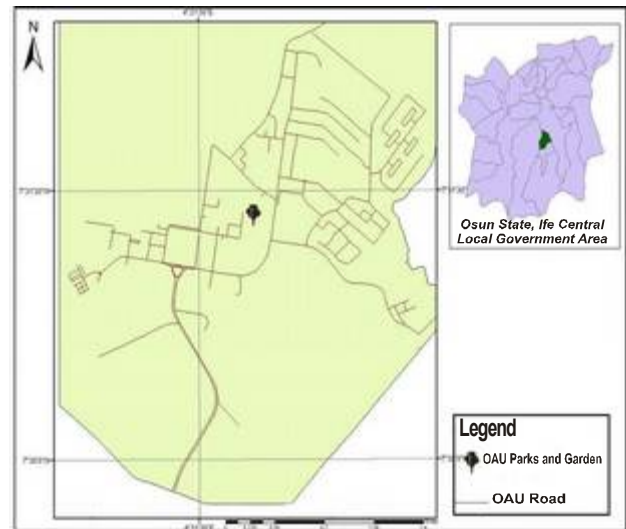 N
Osun State, Ife Central
Local Government Area
Legend
OAU Parks and Garden
OAU Road